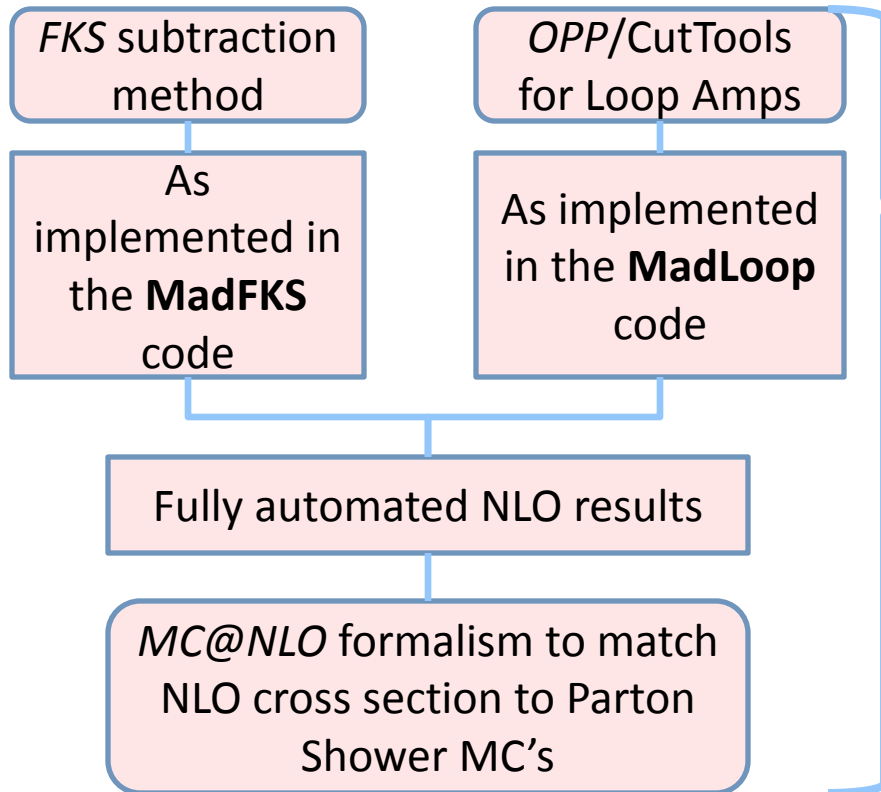 FKS subtraction
method
OPP/CutTools
for Loop Amps
As
implemented in
the MadFKS
code
As implemented
in the MadLoop
code
Fully automated NLO results
MC@NLO formalism to match
NLO cross section to Parton
Shower MC’s